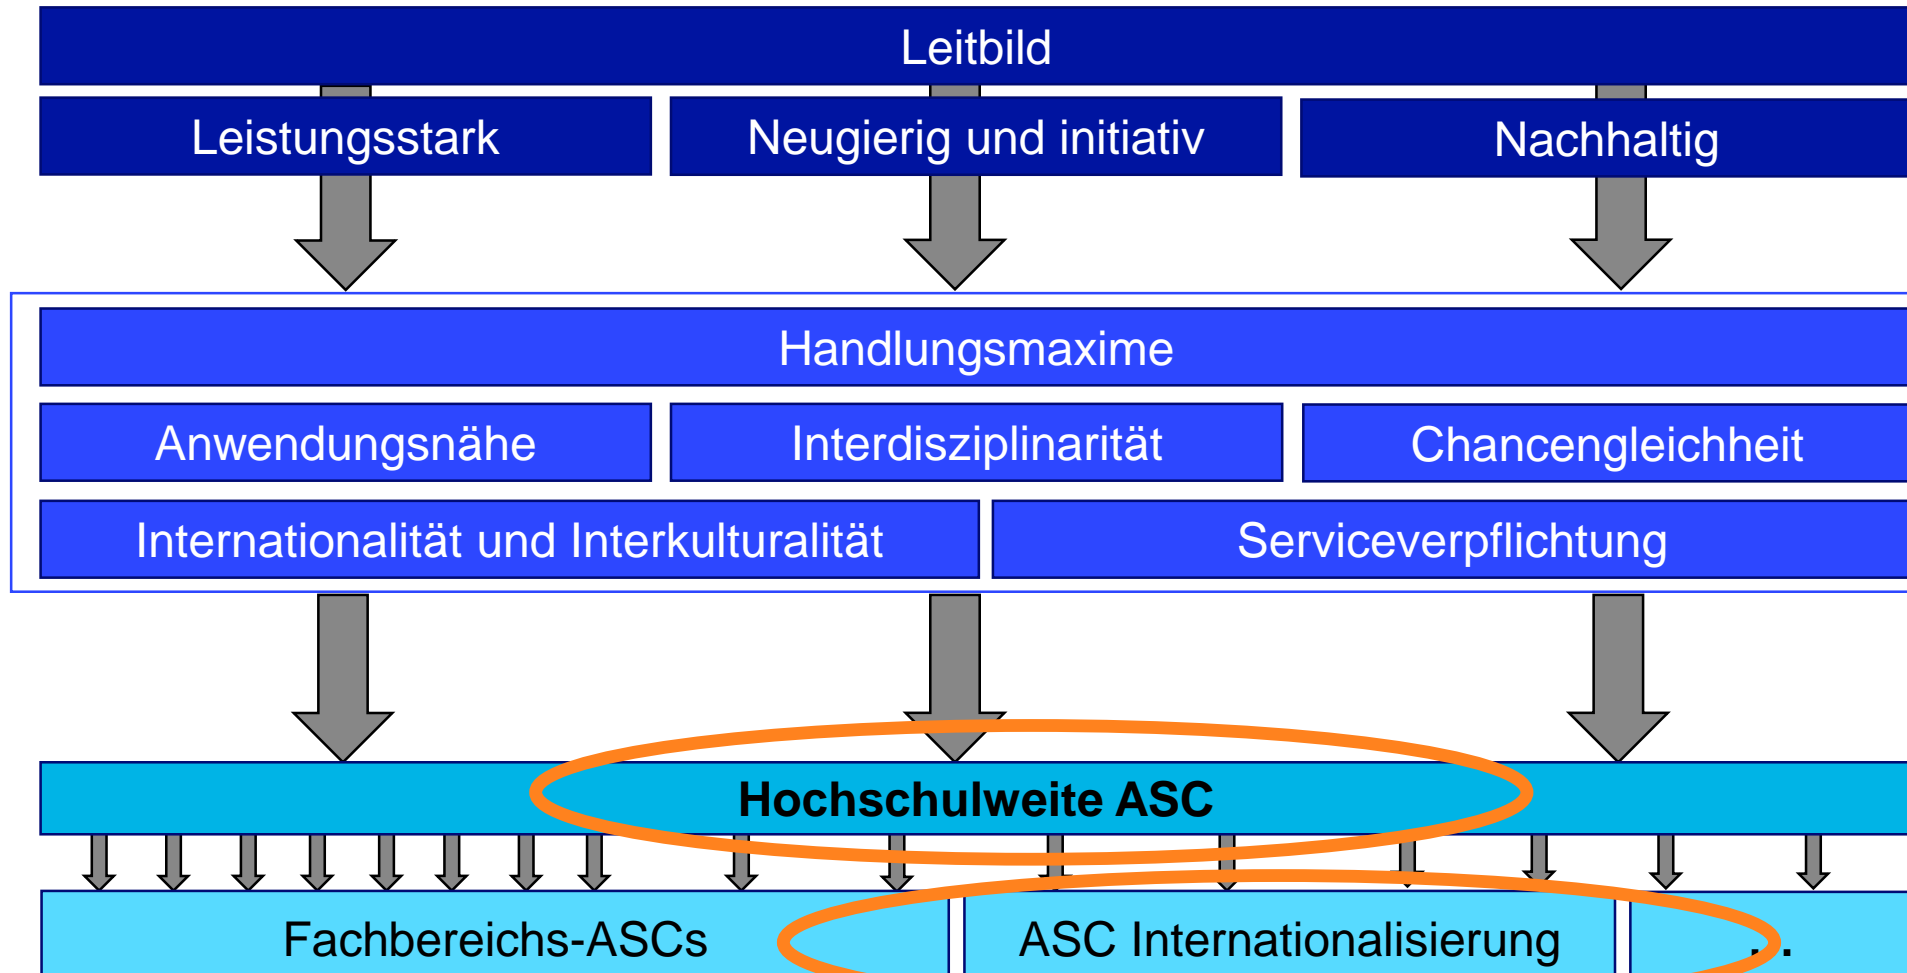 Leitbild
Leistungsstark
Neugierig und initiativ
Nachhaltig
Handlungsmaxime
Anwendungsnähe
Interdisziplinarität
Chancengleichheit
Internationalität und Interkulturalität
Serviceverpflichtung
Hochschulweite ASC
Fachbereichs-ASCs
ASC Internationalisierung
...